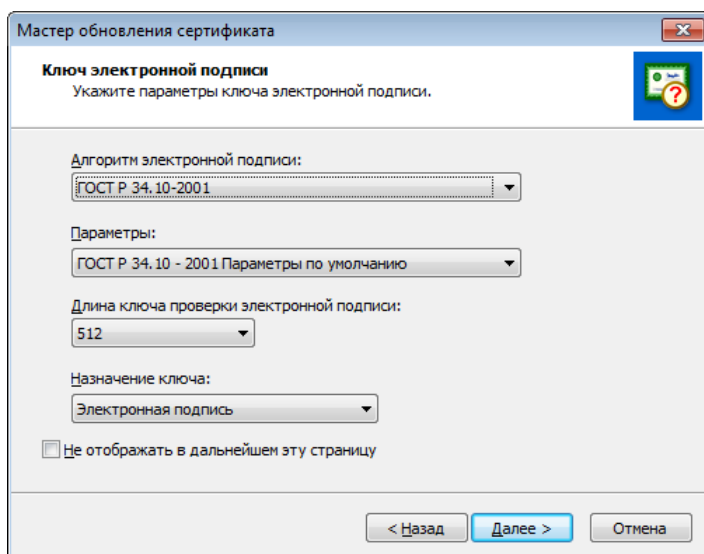 Мастер обновления сертификата
Ключ электронной подписи
Укажите параметры ключа электронной подписи.
Алгоритм электронной подписи:
ГОСТ Р 34.10-2001
Параметры:
ГОСТ Р 34.10 - 2001 Параметры по умолчанию
Длина ключа проверки электронной подписи:
512
Назначение ключа:
Электронная подпись
Не отображать в дальнейшем эту страницу
< Назад Далее > Отмена